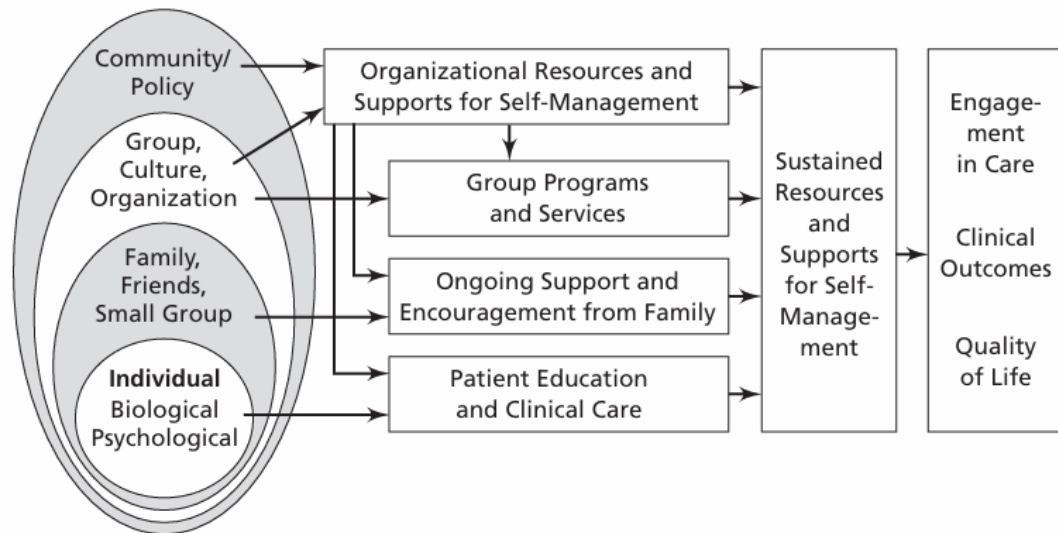 Community/
Policy
Group,
Culture,
Organization
Family,
Friends,
Small Group
Individual
Biological
Psychological
Organizational Resources and
Supports for Self-Management
Group Programs
and Services
Ongoing Support and
Encouragement from Family
Patient Education
and Clinical Care
Sustained
Resources
and
Supports
for Self-
Manage-
ment
Engage-
ment
in Care
Clinical
Outcomes
Quality
of Life